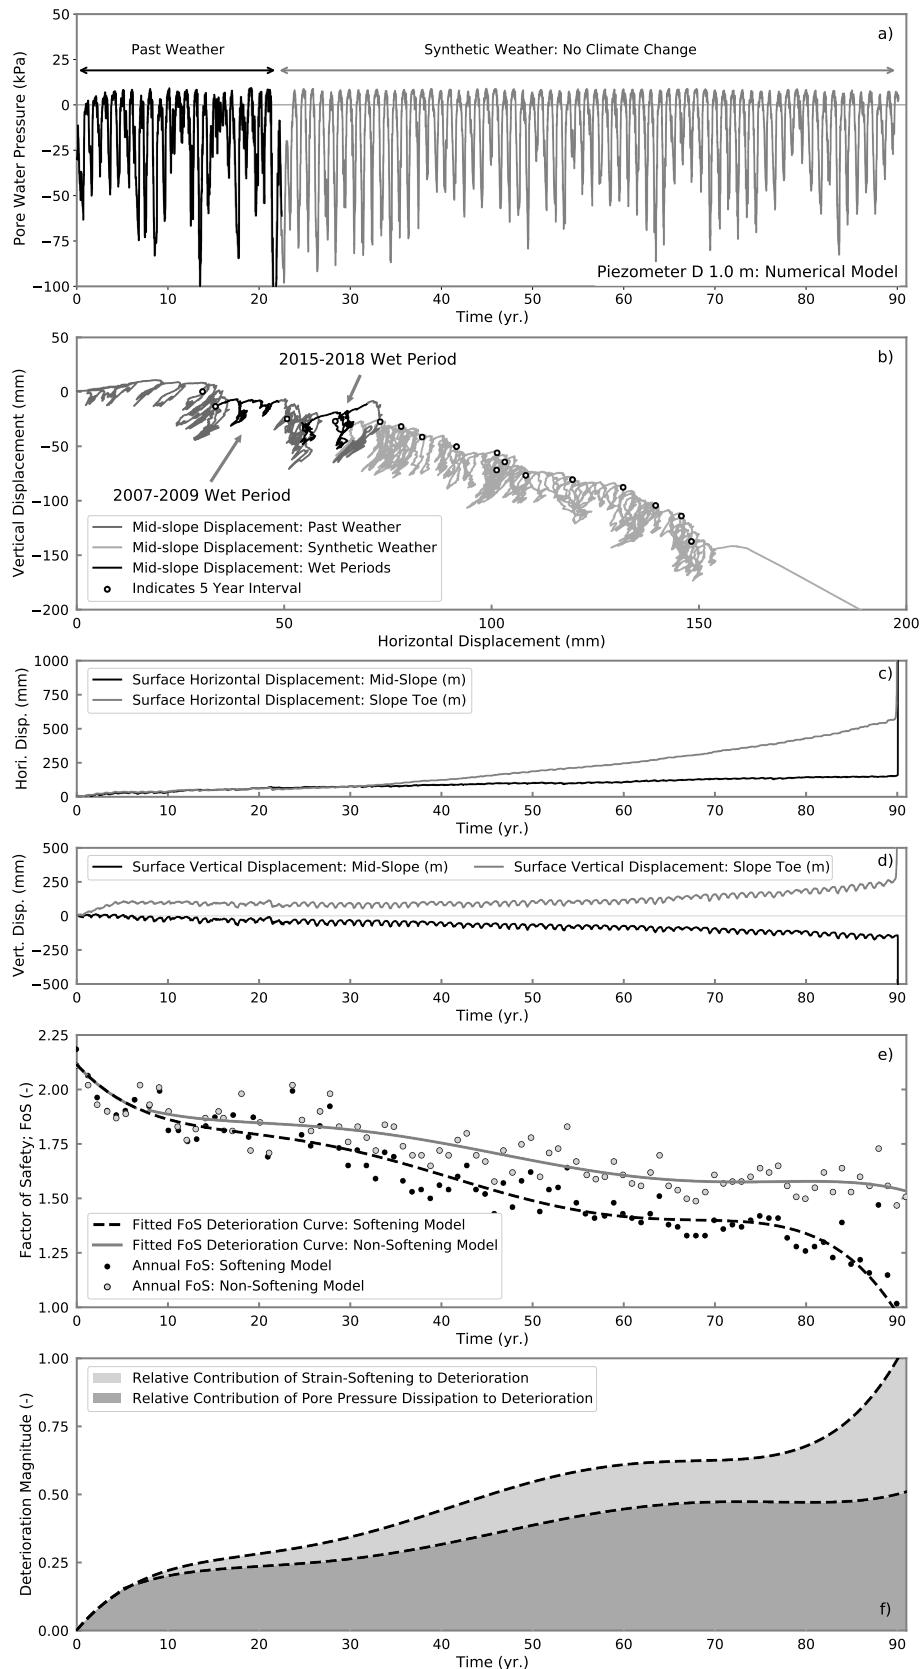 a)
Past Weather
Synthetic Weather: No Climate Change
Pore Water Pressure (kPa)
50
25
0
−25
−50
−75
−100
Piezometer D 1.0 m: Numerical Model
0 10 20 30 40 50 60 70 80 90
Time (yr.)
b)
2015-2018 Wet Period
2007-2009 Wet Period
Vertical Displacement (mm)
50
0
−50
−100
−150
−200
Mid-slope Displacement: Past Weather
Mid-slope Displacement: Synthetic Weather
Mid-slope Displacement: Wet Periods
Indicates 5 Year Interval
0 50 100 150 200
Horizontal Displacement (mm)
c)
Hori. Disp. (mm)
1000
750
500
250
0
Surface Horizontal Displacement: Mid-Slope (m)
Surface Horizontal Displacement: Slope Toe (m)
0 10 20 30 40 50 60 70 80 90
Time (yr.)
d)
Vert. Disp. (mm)
500
250
0
−250
−500
Surface Vertical Displacement: Mid-Slope (m) Surface Vertical Displacement: Slope Toe (m)
0 10 20 30 40 50 60 70 80 90
Time (yr.)
e)
Factor of Safety; FoS (-)
2.25
2.00
1.75
1.50
1.25
1.00
Fitted FoS Deterioration Curve: Softening Model
Fitted FoS Deterioration Curve: Non-Softening Model
Annual FoS: Softening Model
Annual FoS: Non-Softening Model
0 10 20 30 40 50 60 70 80 90
Time (yr.)
Deterioration Magnitude (-)
1.00
0.75
0.50
0.25
0.00
Relative Contribution of Strain-Softening to Deterioration
Relative Contribution of Pore Pressure Dissipation to Deterioration
f)
0 10 20 30 40 50 60 70 80 90
Time (yr.)